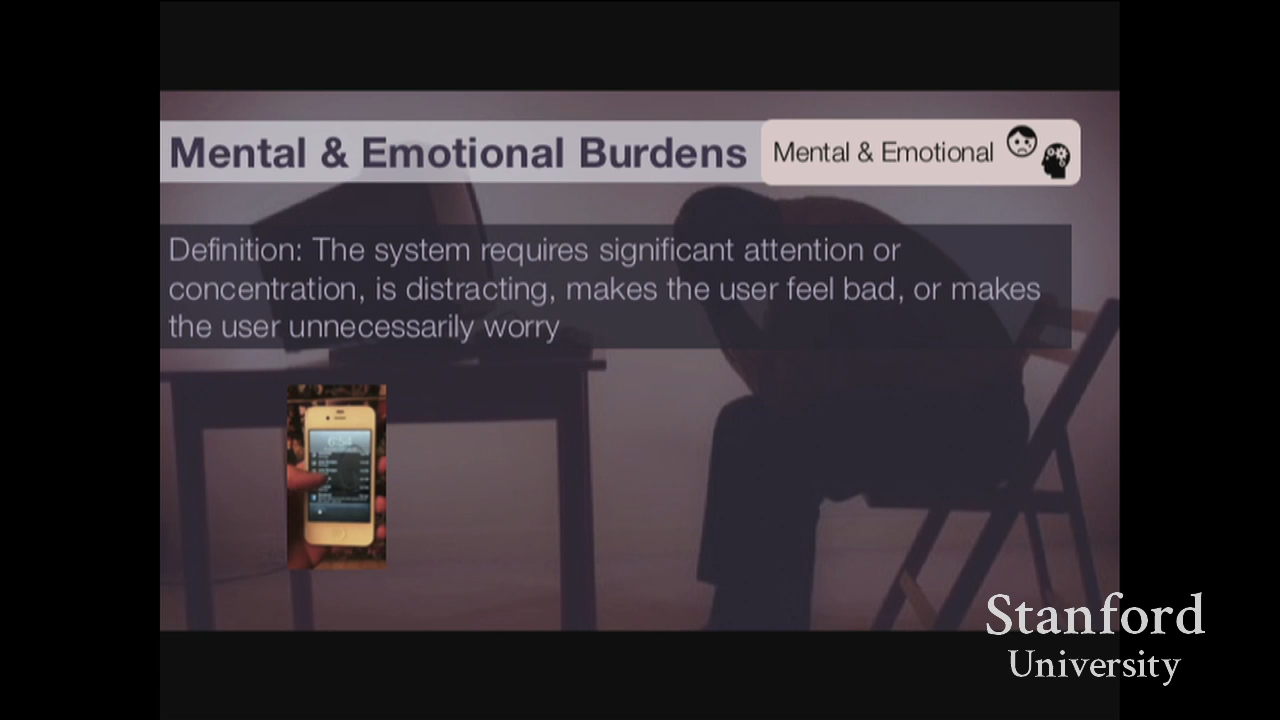 Mental & Emotional Burdens
Mental & Emotional
Definition: The system requires significant attention or
concentration, is distracting, makes the user feel bad, or makes
the user unnecessarily worry
Stanford
University